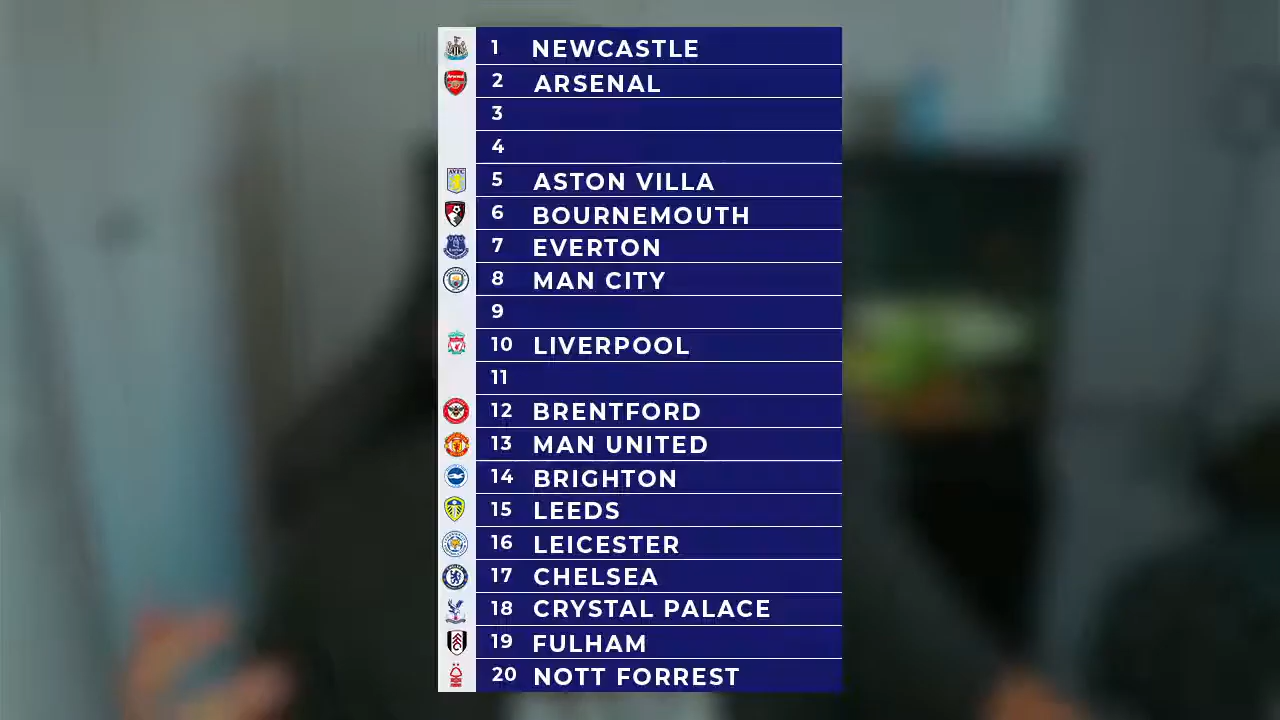 1 NEWCASTLE
2 ARSENAL
3
4
5 ASTON VILLA
6 BOURNEMOUTH
7 EVERTON
8 MAN CITY
9
10 LIVERPOOL
11
12 BRENTFORD
13 MAN UNITED
14 BRIGHTON
15 LEEDS
16 LEICESTER
17 CHELSEA
18 CRYSTAL PALACE
19 FULHAM
20 NOTT FORREST